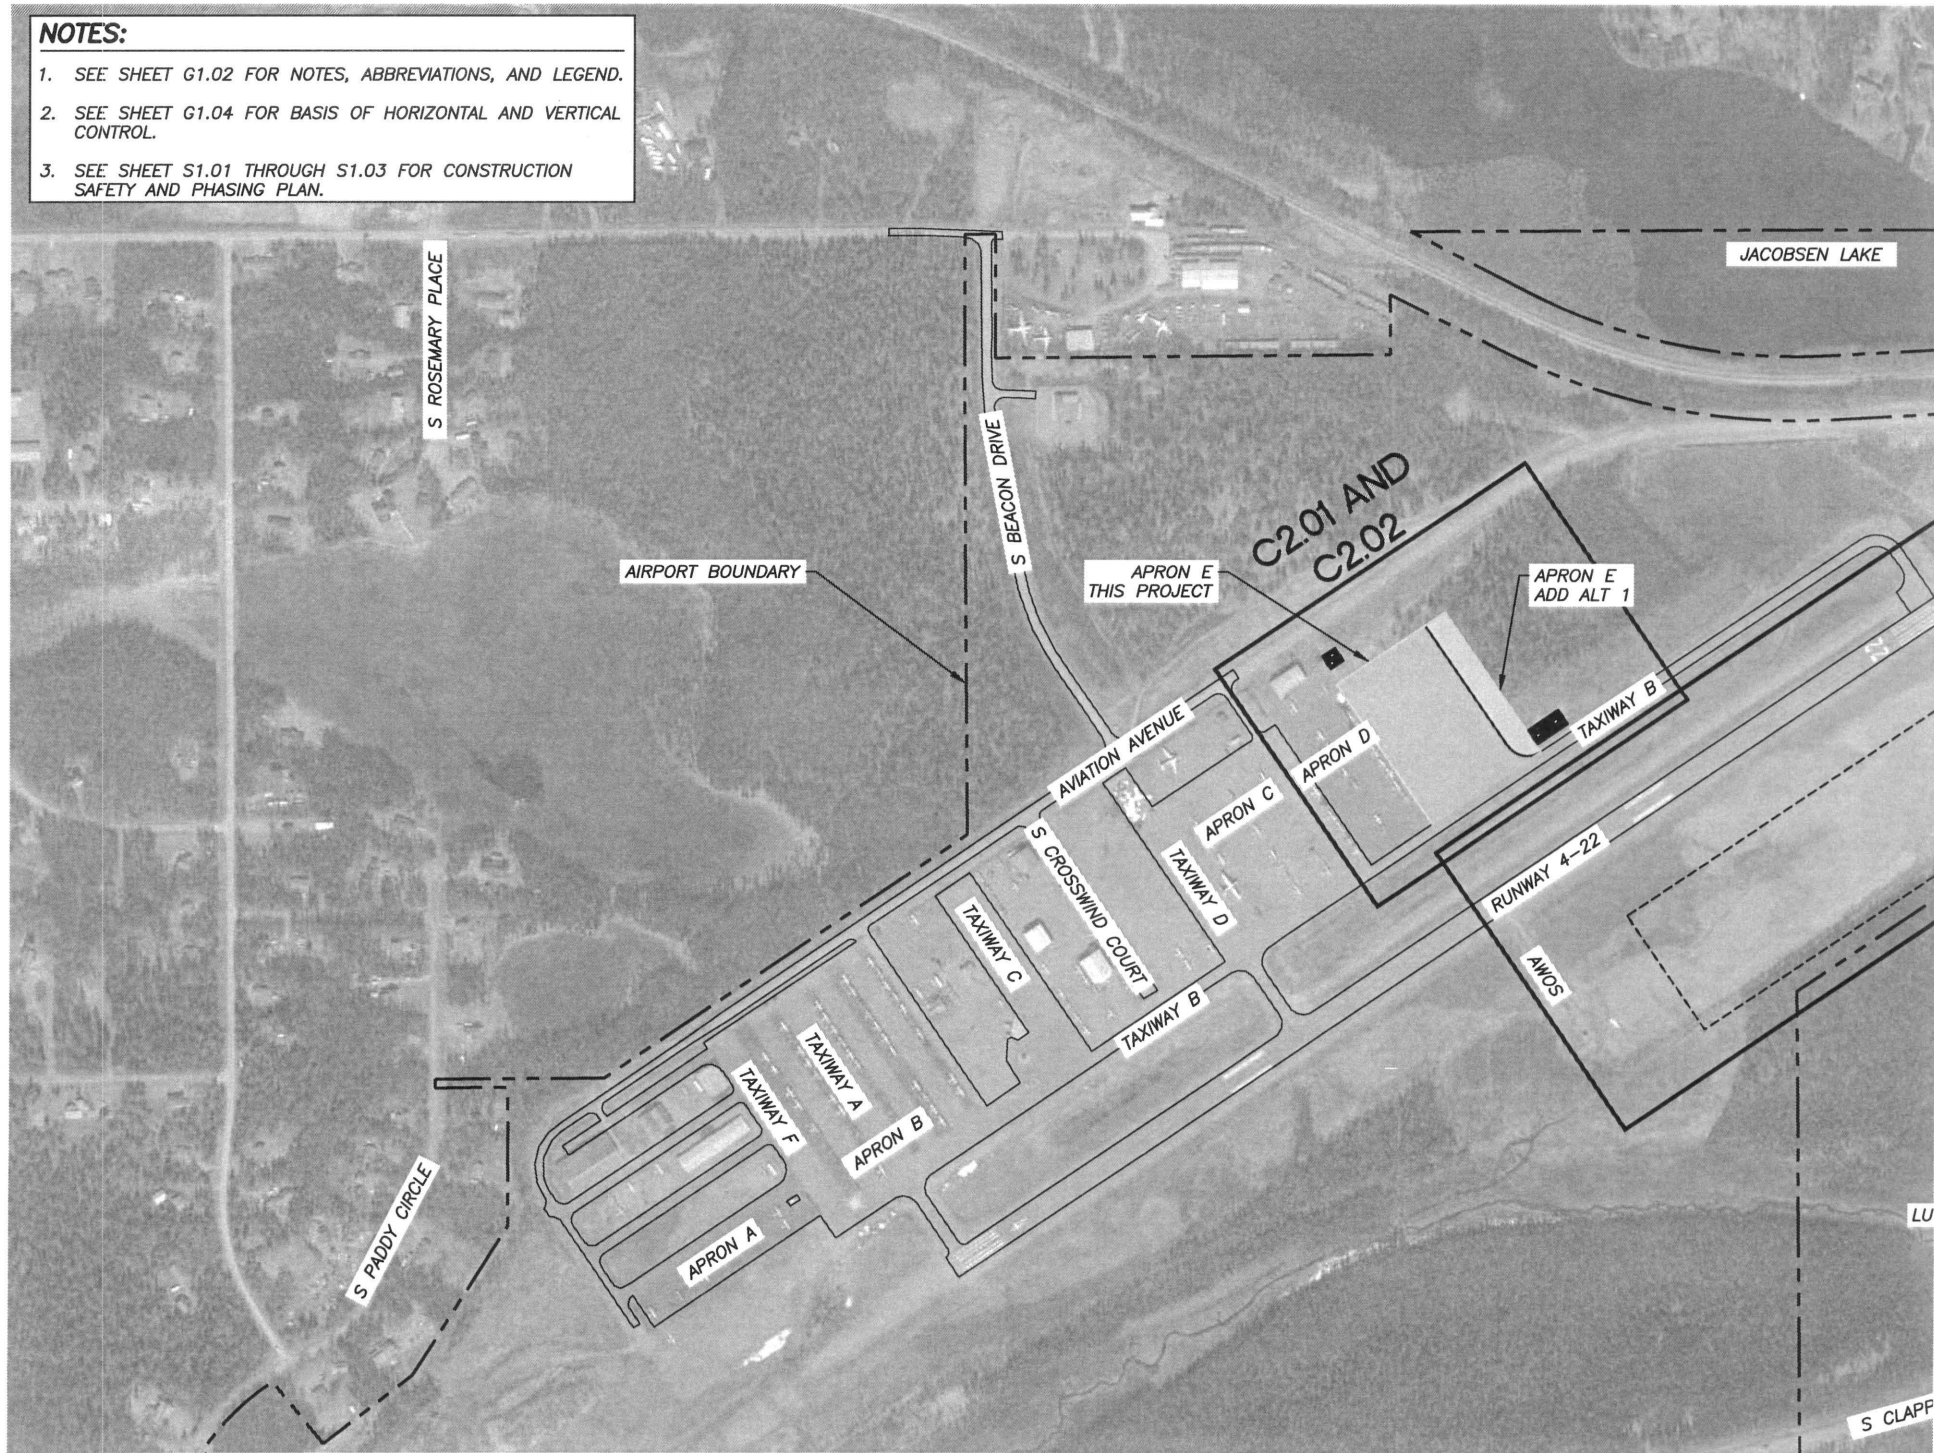 NOTES:
1. SEE SHEET G1.02 FOR NOTES, ABBREVIATIONS, AND LEGEND.
2. SEE SHEET G1.04 FOR BASIS OF HORIZONTAL AND VERTICAL
CONTROL.
3. SEE SHEET S1.01 THROUGH S1.03 FOR CONSTRUCTION
SAFETY AND PHASING PLAN.
JACOBSEN LAKE
S ROSEMARY PLACE
S BEACON DRIVE
C2.01 AND
C2.02
AIRPORT BOUNDARY
APRON E
THIS PROJECT
APRON E
ADD ALT 1
22
TAXIWAY B
AVIATION AVENUE
APRON D
APRON C
S CROSSWIND COURT
TAXIWAY D
RUNWAY 4-22
TAXIWAY C
AWOS
TAXIWAY B
TAXIWAY A
TAXIWAY F
APRON B
S PADDY CIRCLE
APRON A
LU
S CLAPP